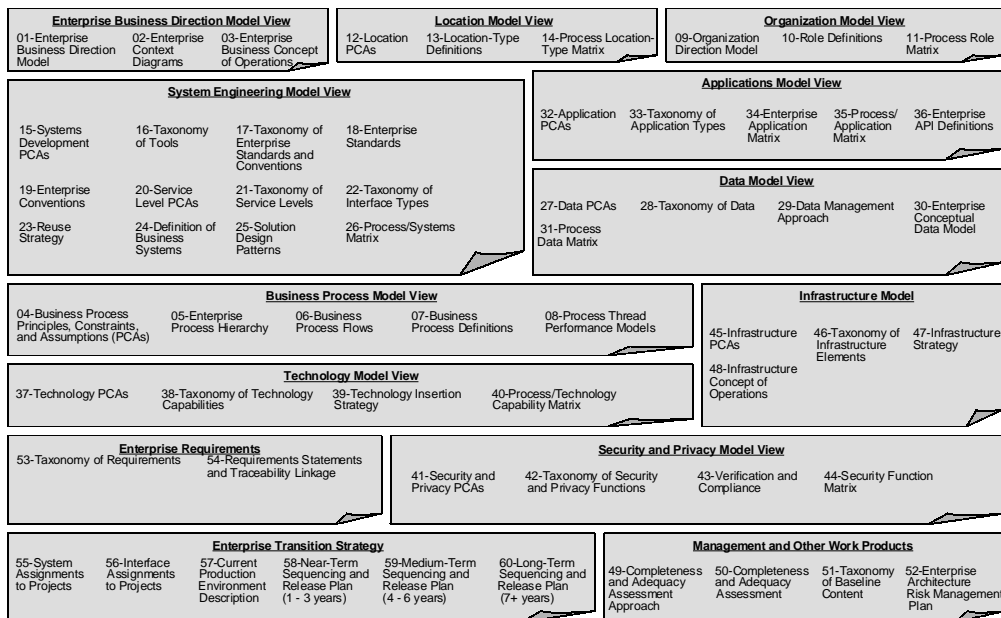 Enterprise Business Direction Model View
01-Enterprise
Business Direction
Model
02-Enterprise
Context
Diagrams
03-Enterprise
Business Concept
of Operations
Location Model View
12-Location
PCAs
13-Location-Type
Definitions
14-Process Location-
Type Matrix
Organization Model View
09-Organization
Direction Model
10-Role Definitions
11-Process Role
Matrix
System Engineering Model View
15-Systems
Development
PCAs
16-Taxonomy
of Tools
17-Taxonomy of
Enterprise
Standards and
Conventions
18-Enterprise
Standards
19-Enterprise
Conventions
20-Service
Level PCAs
21-Taxonomy of
Service Levels
22-Taxonomy of
Interface Types
23-Reuse
Strategy
24-Definition of
Business
Systems
25-Solution
Design
Patterns
26-Process/Systems
Matrix
Applications Model View
32-Application
PCAs
33-Taxonomy of
Application Types
34-Enterprise
Application
Matrix
35-Process/
Application
Matrix
36-Enterprise
API Definitions
Data Model View
27-Data PCAs
28-Taxonomy of Data
29-Data Management
Approach
30-Enterprise
Conceptual
Data Model
31-Process
Data Matrix
Business Process Model View
04-Business Process
Principles, Constraints,
and Assumptions (PCAs)
05-Enterprise
Process Hierarchy
06-Business
Process Flows
07-Business
Process Definitions
08-Process Thread
Performance Models
Infrastructure Model
45-Infrastructure
PCAs
46-Taxonomy of
Infrastructure
Elements
47-Infrastructure
Strategy
48-Infrastructure
Concept of
Operations
Technology Model View
37-Technology PCAs
38-Taxonomy of Technology
Capabilities
39-Technology Insertion
Strategy
40-Process/Technology
Capability Matrix
Enterprise Requirements
53-Taxonomy of Requirements
54-Requirements Statements
and Traceability Linkage
Security and Privacy Model View
41-Security and
Privacy PCAs
42-Taxonomy of Security
and Privacy Functions
43-Verification and
Compliance
44-Security Function
Matrix
Enterprise Transition Strategy
55-System
Assignments
to Projects
56-Interface
Assignments
to Projects
57-Current
Production
Environment
Description
58-Near-Term
Sequencing and
Release Plan
(1 - 3 years)
59-Medium-Term
Sequencing and
Release Plan
(4 - 6 years)
60-Long-Term
Sequencing and
Release Plan
(7+ years)
Management and Other Work Products
49-Completeness
and Adequacy
Assessment
Approach
50-Completeness
and Adequacy
Assessment
51-Taxonomy
of Baseline
Content
52-Enterprise
Architecture
Risk Management
Plan